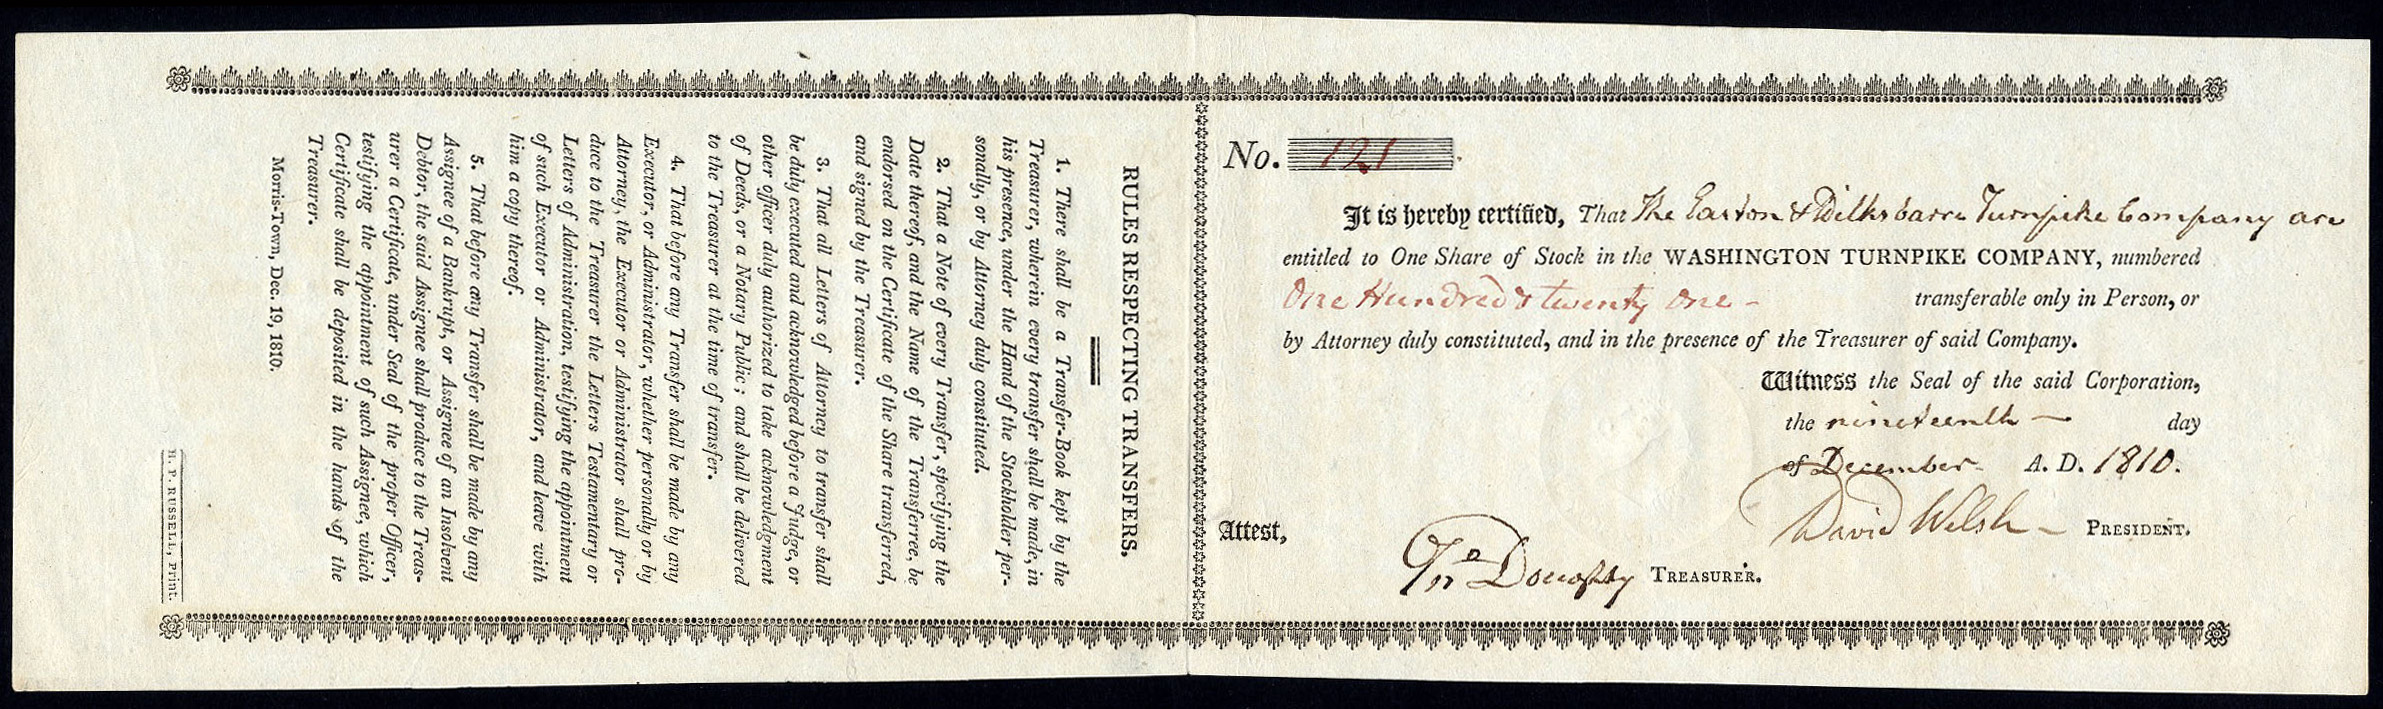 No. 121
It is hereby certified, That The Easton & Wilksbarre Turnpike Company are
entitled to One Share of Stock in the WASHINGTON TURNPIKE COMPANY, numbered
One Hundred & twenty one - transferable only in Person, or
by Attorney duly constituted, and in the presence of the Treasurer of said Company.
Witness the Seal of the said Corporation,
the nineteenth — day
of December A. D. 1810.
David Welsh — PRESIDENT.
Attest,
Jna Doughty TREASURER.
RULES RESPECTING TRANSFERS.
1. There shall be a Transfer-Book kept by the
Treasurer, wherein every transfer shall be made, in
his presence, under the Hand of the Stockholder per-
sonally, or by Attorney duly constituted.
2. That a Note of every Transfer, specifying the
Date thereof, and the Name of the Transferree, be
endorsed on the Certificate of the Share transferred,
and signed by the Treasurer.
3. That all Letters of Attorney to transfer shall
be duly executed and acknowledged before a Judge, or
other officer duly authorized to take acknowledgment
of Deeds, or a Notary Public; and shall be delivered
to the Treasurer at the time of transfer.
4. That before any Transfer shall be made by any
Executor, or Administrator, whether personally or by
Attorney, the Executor or Administrator shall pro-
duce to the Treasurer the Letters Testamentary or
Letters of Administration, testifying the appointment
of such Executor or Administrator, and leave with
him a copy thereof.
5. That before any Transfer shall be made by any
Assignee of a Bankrupt, or Assignee of an Insolvent
Debtor, the said Assignee shall produce to the Treas-
urer a Certificate, under Seal of the proper Officer,
testifying the appointment of such Assignee, which
Certificate shall be deposited in the hands of the
Treasurer.
Morris-Town, Dec. 19, 1810.
H. P. RUSSELL, Print.